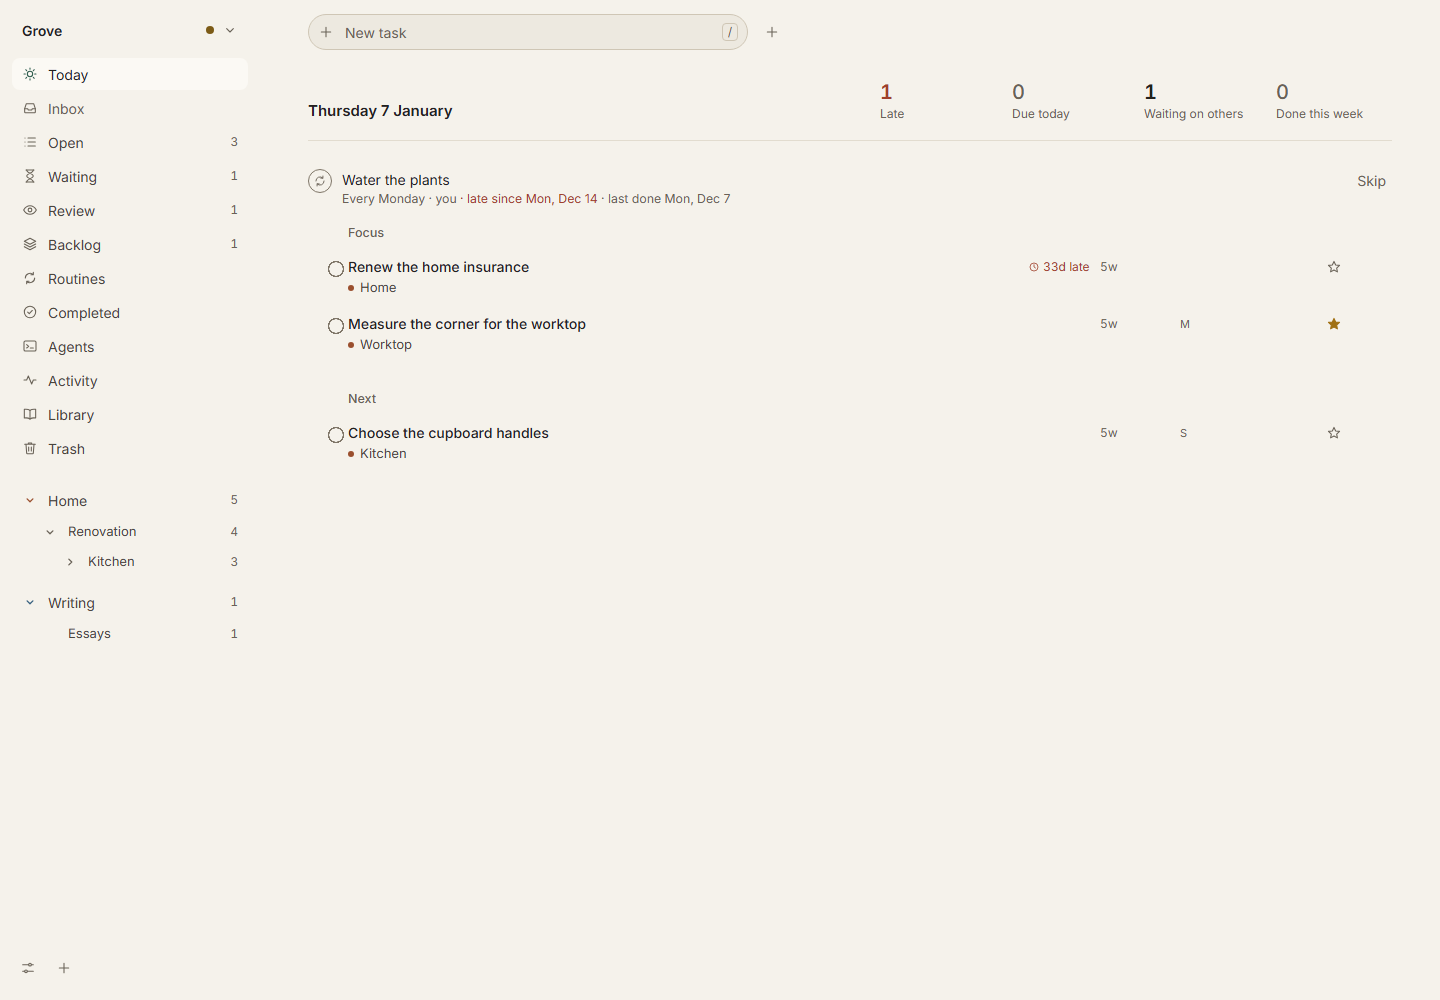 Grove
Today
Inbox
Open 3
Waiting 1
Review 1
Backlog 1
Routines
Completed
Agents
Activity
Library
Trash
Home 5
Renovation 4
Kitchen 3
Writing 1
Essays 1
New task /
Thursday 7 January
1 Late
0 Due today
1 Waiting on others
0 Done this week
Water the plants
Skip
Every Monday · you · late since Mon, Dec 14 · last done Mon, Dec 7
Focus
Renew the home insurance 33d late 5w
Home
Measure the corner for the worktop 5w M
Worktop
Next
Choose the cupboard handles 5w S
Kitchen